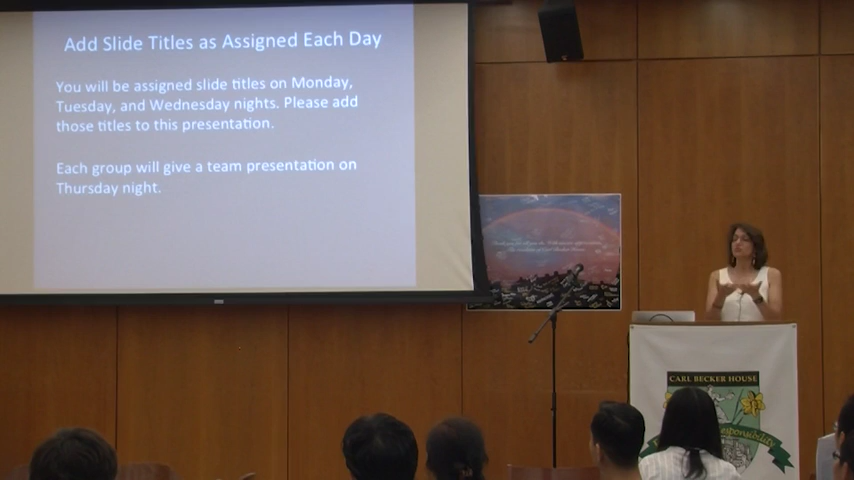 Add Slide Titles as Assigned Each Day
You will be assigned slide titles on Monday,
Tuesday, and Wednesday nights. Please add
those titles to this presentation.
Each group will give a team presentation on
Thursday night.
CARL BECKER HOUSE
Responsibility